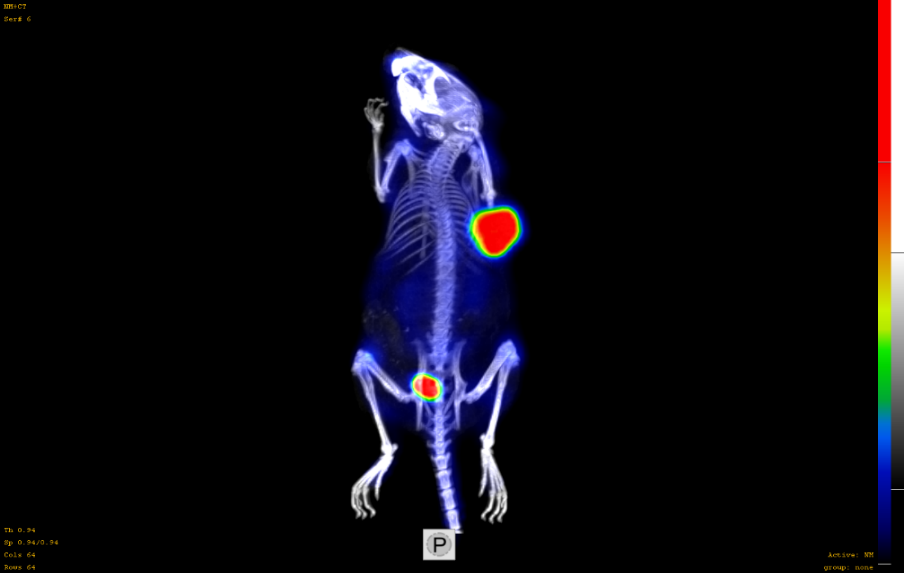 NM+CT
Ser# 6
P
Th 0.94
Sp 0.94/0.94
Cols 64
Rows 64
Active: NM
group: none